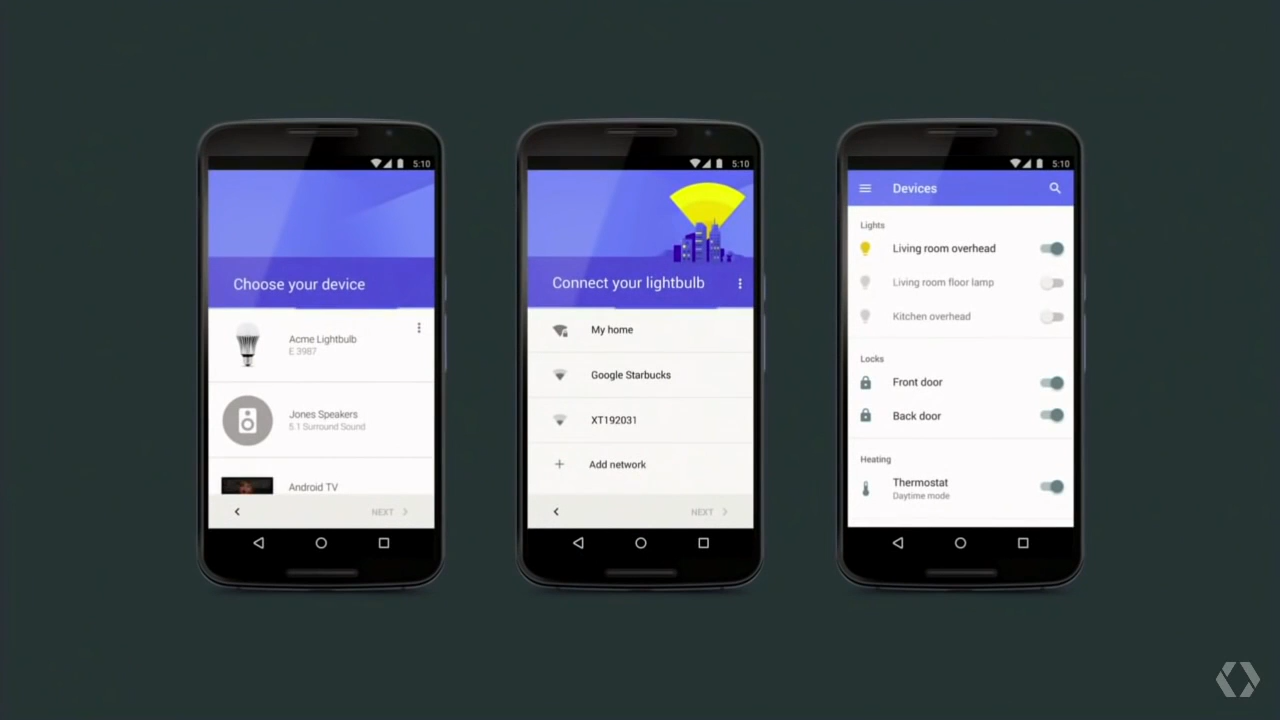 5:10
Choose your device
Acme Lightbulb
E 3987
Jones Speakers
5.1 Surround Sound
Android TV
NEXT
5:10
Connect your lightbulb
My home
Google Starbucks
XT192031
Add network
NEXT
5:10
Devices
Lights
Living room overhead
Living room floor lamp
Kitchen overhead
Locks
Front door
Back door
Heating
Thermostat
Daytime mode